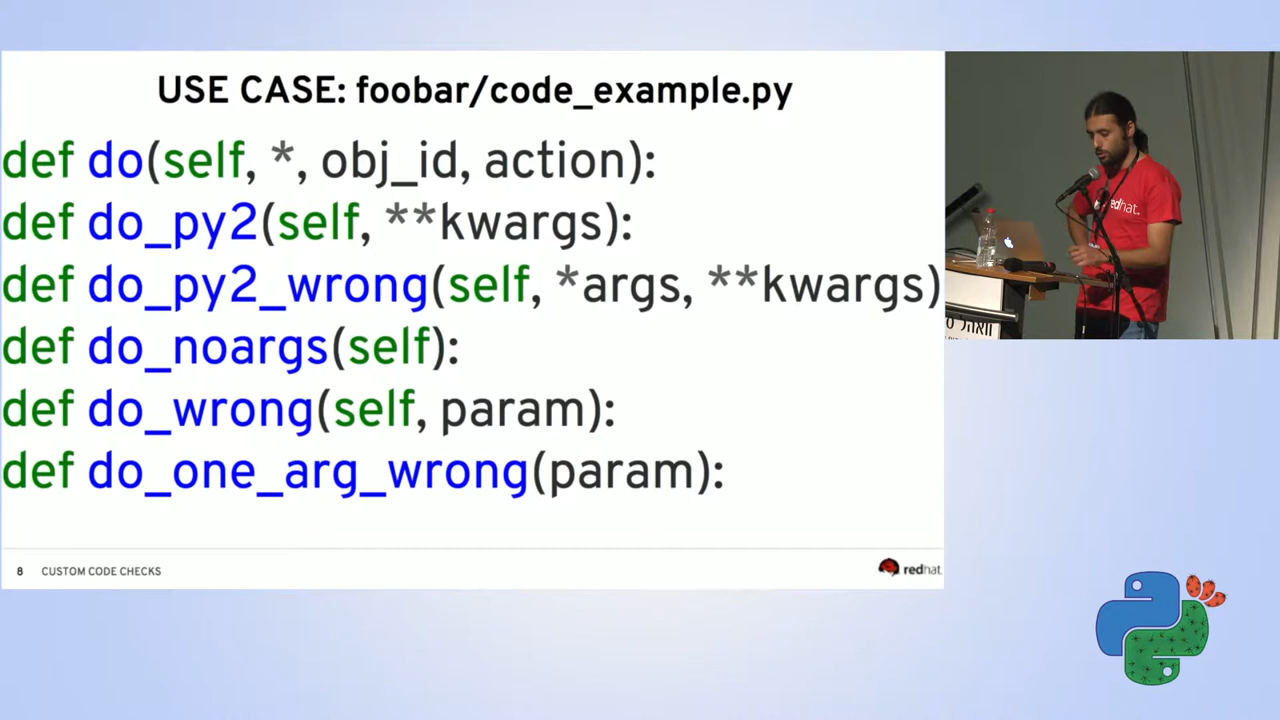 USE CASE: foobar/code_example.py
def do(self, *, obj_id, action):
def do_py2(self, **kwargs):
def do_py2_wrong(self, *args, **kwargs)
def do_noargs(self):
def do_wrong(self, param):
def do_one_arg_wrong(param):
8 CUSTOM CODE CHECKS
redhat.
redhat.